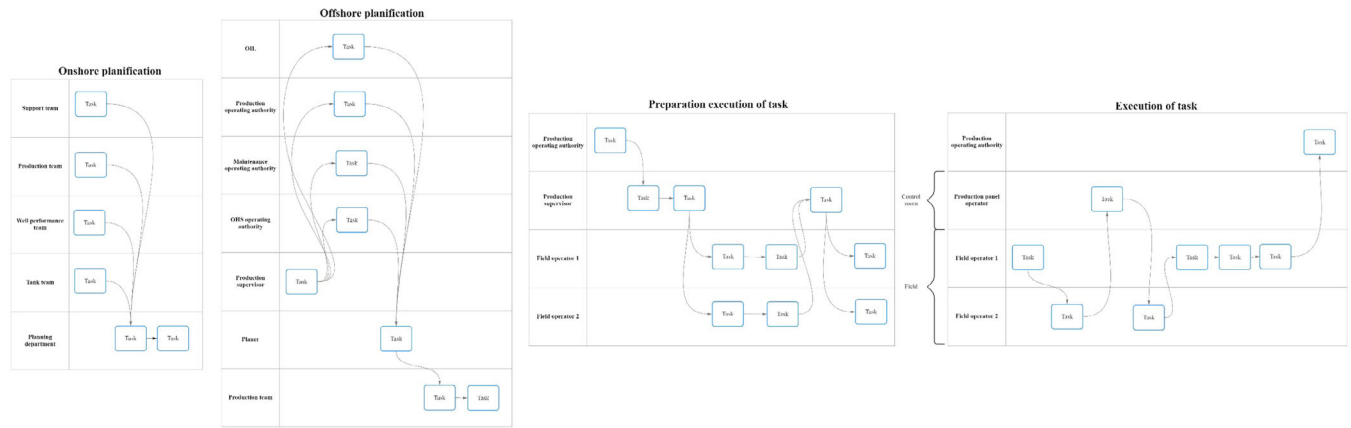 Onshore planification
Support team
Task
Production team
Task
Well performance
team
Task
Tank team
Task
Planning
department
Task
Task
Offshore planification
OIL
Task
Production
operating authority
Task
Maintenance
operating authority
Task
OHS operating
authority
Task
Production
supervisor
Task
Planer
Task
Production team
Task
Task
Preparation execution of task
Production
operating authority
Task
Production
supervisor
Task
Task
Task
Field operator 1
Task
Task
Task
Field operator 2
Task
Task
Task
Execution of task
Production
operating authority
Task
Control
room
Production panel
operator
Task
Field
Field operator 1
Task
Task
Task
Task
Field operator 2
Task
Task